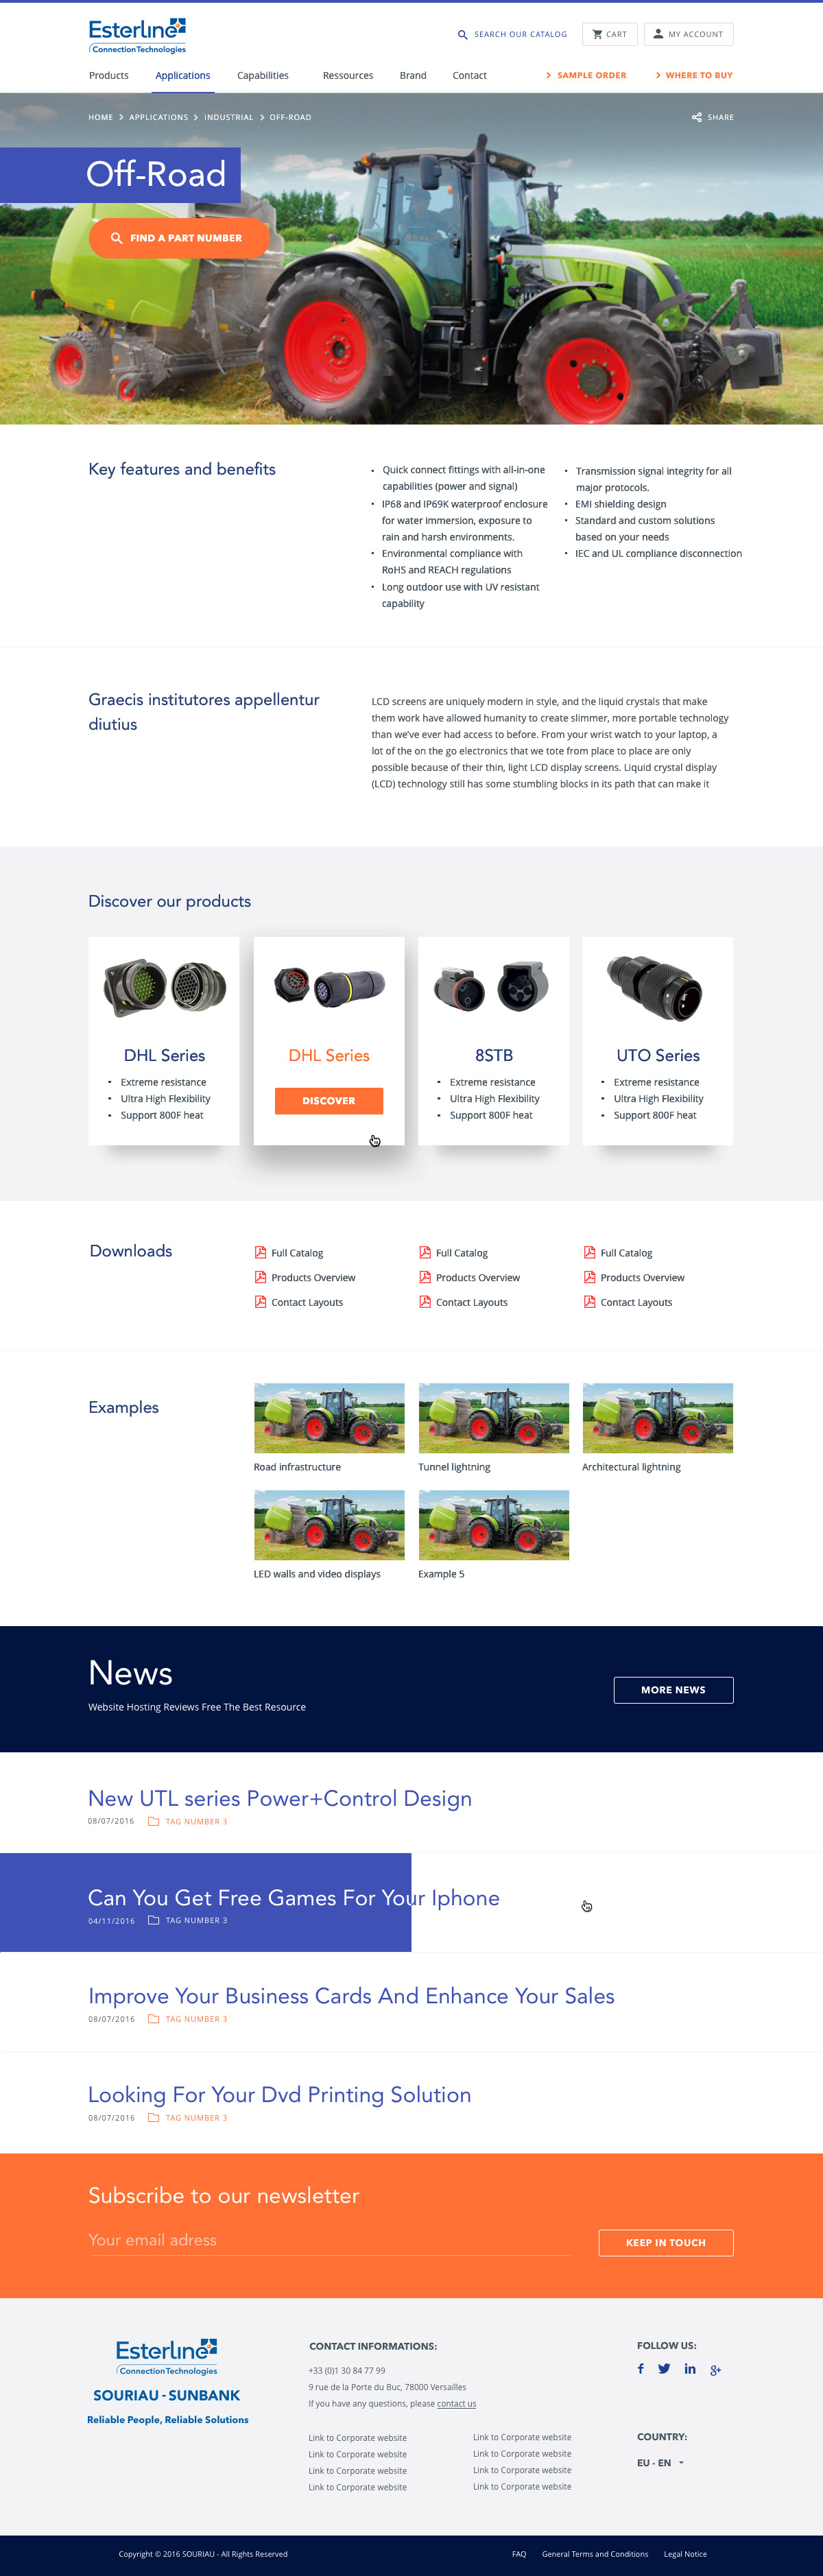 Esterline
Connection Technologies
SEARCH OUR CATALOG
CART
MY ACCOUNT
Products
Applications
Capabilities
Ressources
Brand
Contact
SAMPLE ORDER
WHERE TO BUY
HOME
APPLICATIONS
INDUSTRIAL
OFF-ROAD
SHARE
Off-Road
FIND A PART NUMBER
Key features and benefits
Quick connect fittings with all-in-one
capabilities (power and signal)
IP68 and IP69K waterproof enclosure
for water immersion, exposure to
rain and harsh environments.
Environmental compliance with
RoHS and REACH regulations
Long outdoor use with UV resistant
capability
Transmission signal integrity for all
major protocols.
EMI shielding design
Standard and custom solutions
based on your needs
IEC and UL compliance disconnection
Graecis institutores appellentur
diutius
LCD screens are uniquely modern in style, and the liquid crystals that make
them work have allowed humanity to create slimmer, more portable technology
than we've ever had access to before. From your wrist watch to your laptop, a
lot of the on the go electronics that we tote from place to place are only
possible because of their thin, light LCD display screens. Liquid crystal display
(LCD) technology still has some stumbling blocks in its path that can make it
Discover our products
DHL Series
Extreme resistance
Ultra High Flexibility
Support 800F heat
DHL Series
DISCOVER
8STB
Extreme resistance
Ultra High Flexibility
Support 800F heat
UTO Series
Extreme resistance
Ultra High Flexibility
Support 800F heat
Downloads
Full Catalog
Products Overview
Contact Layouts
Full Catalog
Products Overview
Contact Layouts
Full Catalog
Products Overview
Contact Layouts
Examples
Road infrastructure
Tunnel lightning
Architectural lightning
LED walls and video displays
Example 5
News
Website Hosting Reviews Free The Best Resource
MORE NEWS
New UTL series Power+Control Design
08/07/2016
TAG NUMBER 3
Can You Get Free Games For Your Iphone
04/11/2016
TAG NUMBER 3
Improve Your Business Cards And Enhance Your Sales
08/07/2016
TAG NUMBER 3
Looking For Your Dvd Printing Solution
08/07/2016
TAG NUMBER 3
Subscribe to our newsletter
Your email adress
KEEP IN TOUCH
Esterline
Connection Technologies
SOURIAU - SUNBANK
Reliable People, Reliable Solutions
CONTACT INFORMATIONS:
+33 (0)1 30 84 77 99
9 rue de la Porte du Buc, 78000 Versailles
If you have any questions, please contact us
Link to Corporate website
Link to Corporate website
Link to Corporate website
Link to Corporate website
Link to Corporate website
Link to Corporate website
Link to Corporate website
Link to Corporate website
FOLLOW US:
COUNTRY:
EU - EN
Copyright © 2016 SOURIAU - All Rights Reserved
FAQ
General Terms and Conditions
Legal Notice